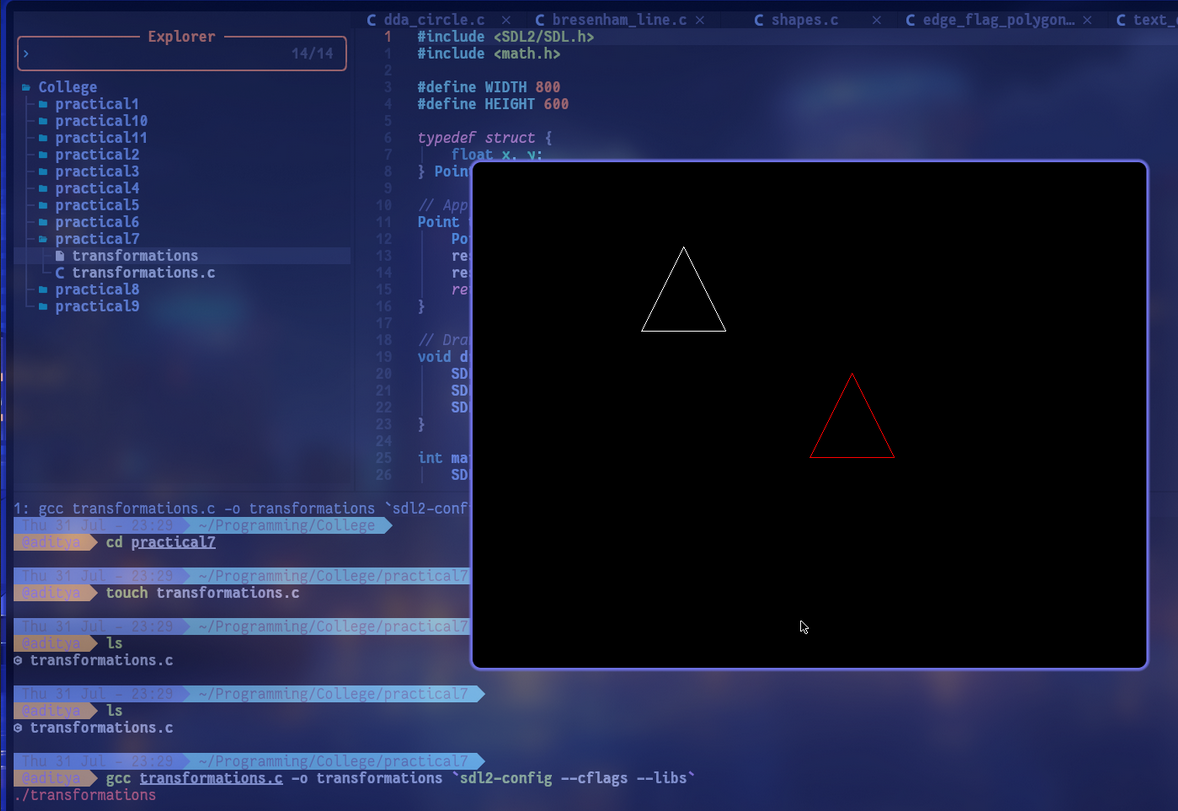 dda_circle.c × bresenham_line.c × shapes.c × edge_flag_polygon… × text_
Explorer
› 14/14
College
practical1
practical10
practical11
practical2
practical3
practical4
practical5
practical6
practical7
transformations
transformations.c
practical8
practical9
1 #include <SDL2/SDL.h>
1 #include <math.h>
2
3 #define WIDTH 800
4 #define HEIGHT 600
5
6 typedef struct {
7 float x, y;
8 } Poin
9
10 // App
11 Point
12 Po
13 re
14 re
15 re
16 }
17
18 // Dra
19 void d
20 SD
21 SD
22 SD
23 }
24
25 int ma
26 SD
1: gcc transformations.c -o transformations `sdl2-conf
Thu 31 Jul - 23:29 ~/Programming/College
@aditya cd practical7
Thu 31 Jul - 23:29 ~/Programming/College/practical7
@aditya touch transformations.c
Thu 31 Jul - 23:29 ~/Programming/College/practical7
@aditya ls
transformations.c
Thu 31 Jul - 23:29 ~/Programming/College/practical7
@aditya ls
transformations.c
Thu 31 Jul - 23:29 ~/Programming/College/practical7
@aditya gcc transformations.c -o transformations `sdl2-config --cflags --libs`
./transformations